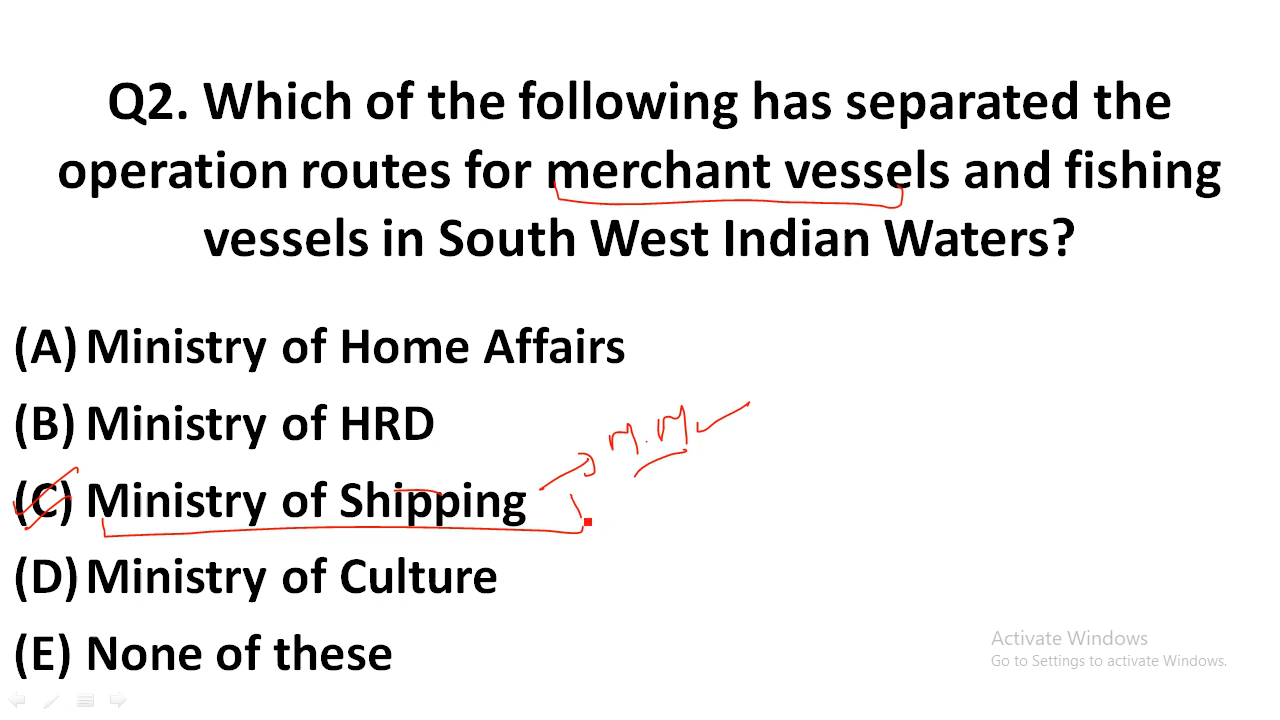 Q2. Which of the following has separated the
operation routes for merchant vessels and fishing
vessels in South West Indian Waters?
(A) Ministry of Home Affairs
(B) Ministry of HRD
M.M
(C) Ministry of Shipping
(D) Ministry of Culture
(E) None of these
Activate Windows
Go to Settings to activate Windows.